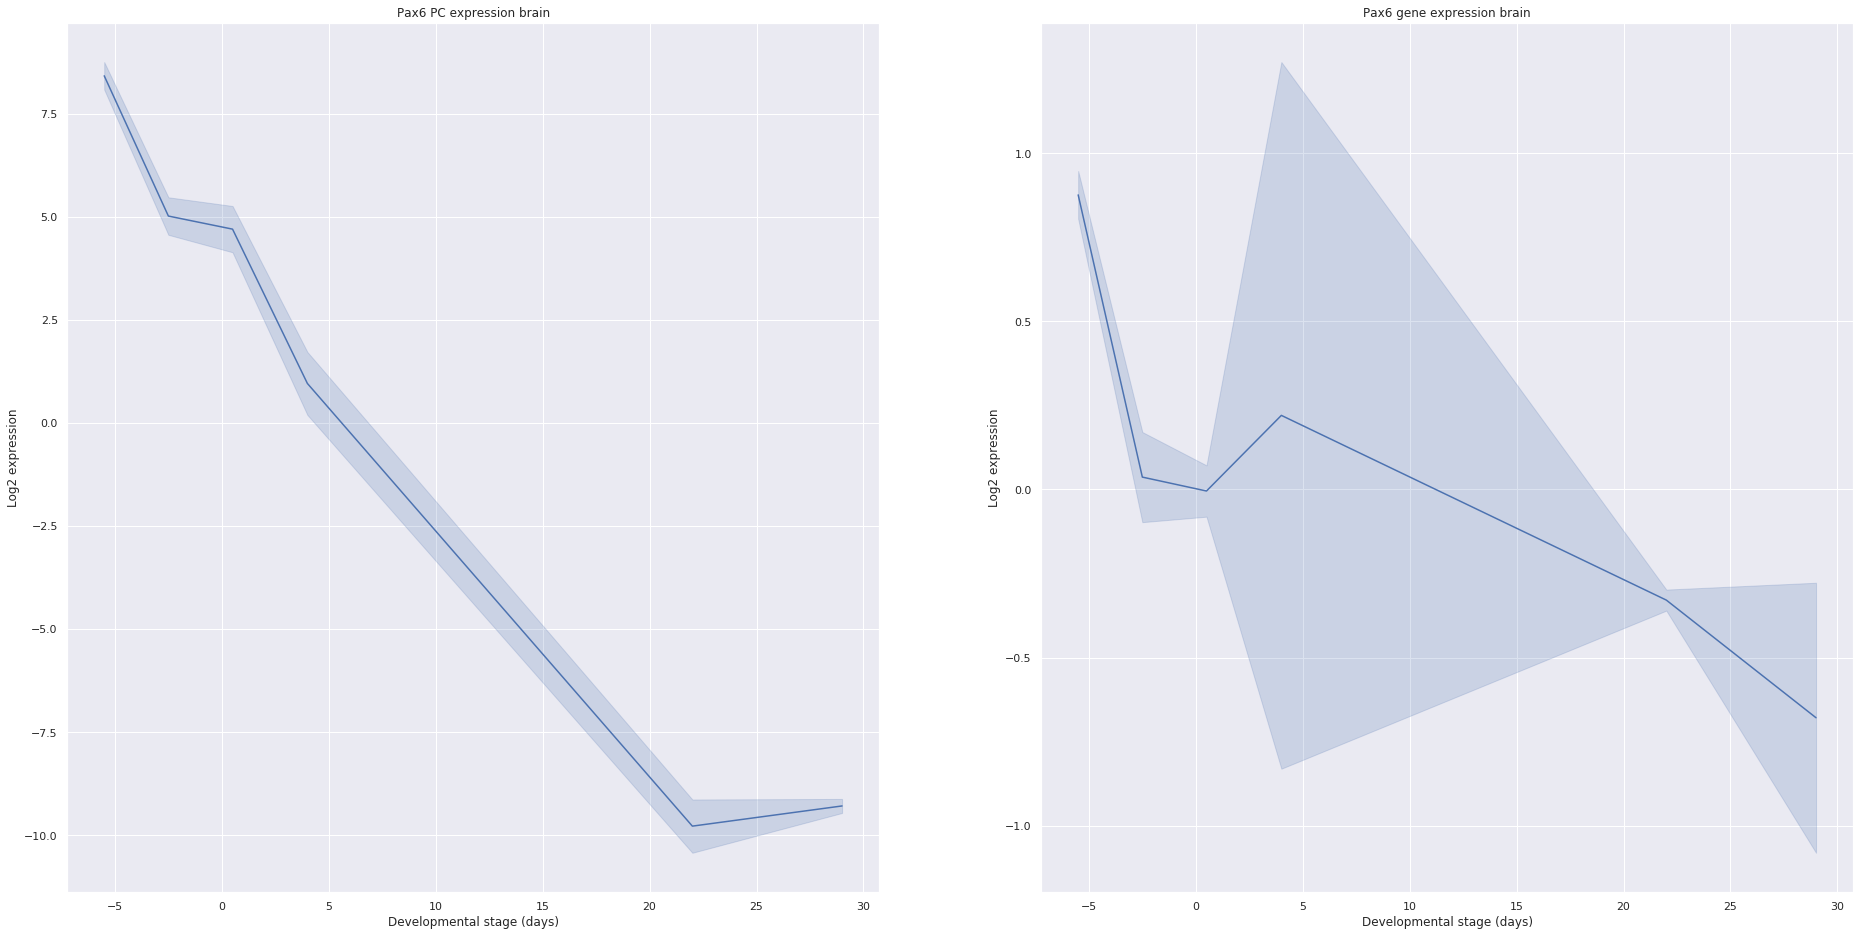 Pax6 PC expression brain
Log2 expression
7.5
5.0
2.5
0.0
−2.5
−5.0
−7.5
−10.0
−5 0 5 10 15 20 25 30
Developmental stage (days)
Pax6 gene expression brain
Log2 expression
1.0
0.5
0.0
−0.5
−1.0
−5 0 5 10 15 20 25 30
Developmental stage (days)